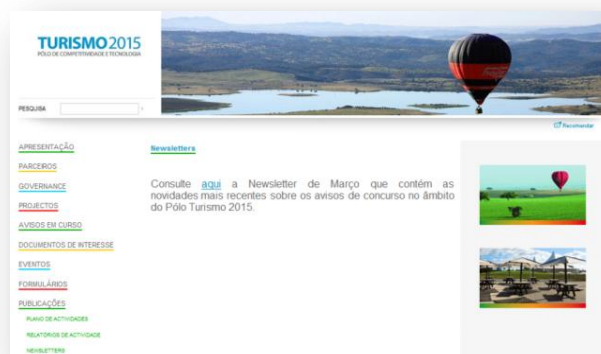 TURISMO2015
PÓLO DE COMPETITIVIDADE E TECNOLOGIA
PESQUISA
Recomendar
APRESENTAÇÃO
PARCEIROS
GOVERNANCE
PROJECTOS
AVISOS EM CURSO
DOCUMENTOS DE INTERESSE
EVENTOS
FORMULÁRIOS
PUBLICAÇÕES
PLANO DE ACTIVIDADES
RELATÓRIOS DE ACTIVIDADE
NEWSLETTERS
Newsletters
Consulte aqui a Newsletter de Março que contém as
novidades mais recentes sobre os avisos de concurso no âmbito
do Pólo Turismo 2015.